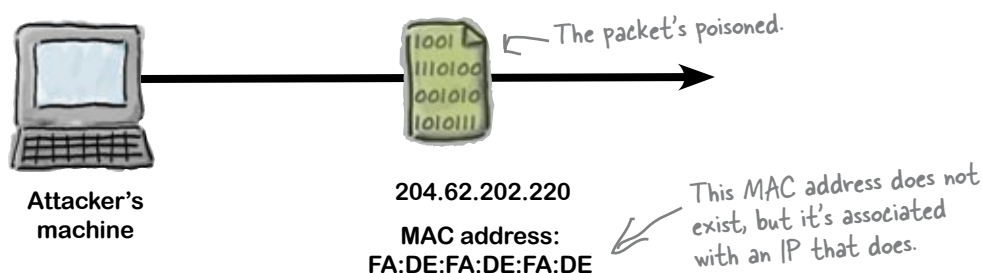 1001
1110100
001010
1010111
The packet's poisoned.
Attacker's
machine
204.62.202.220
MAC address:
FA:DE:FA:DE:FA:DE
This MAC address does not
exist, but it's associated
with an IP that does.